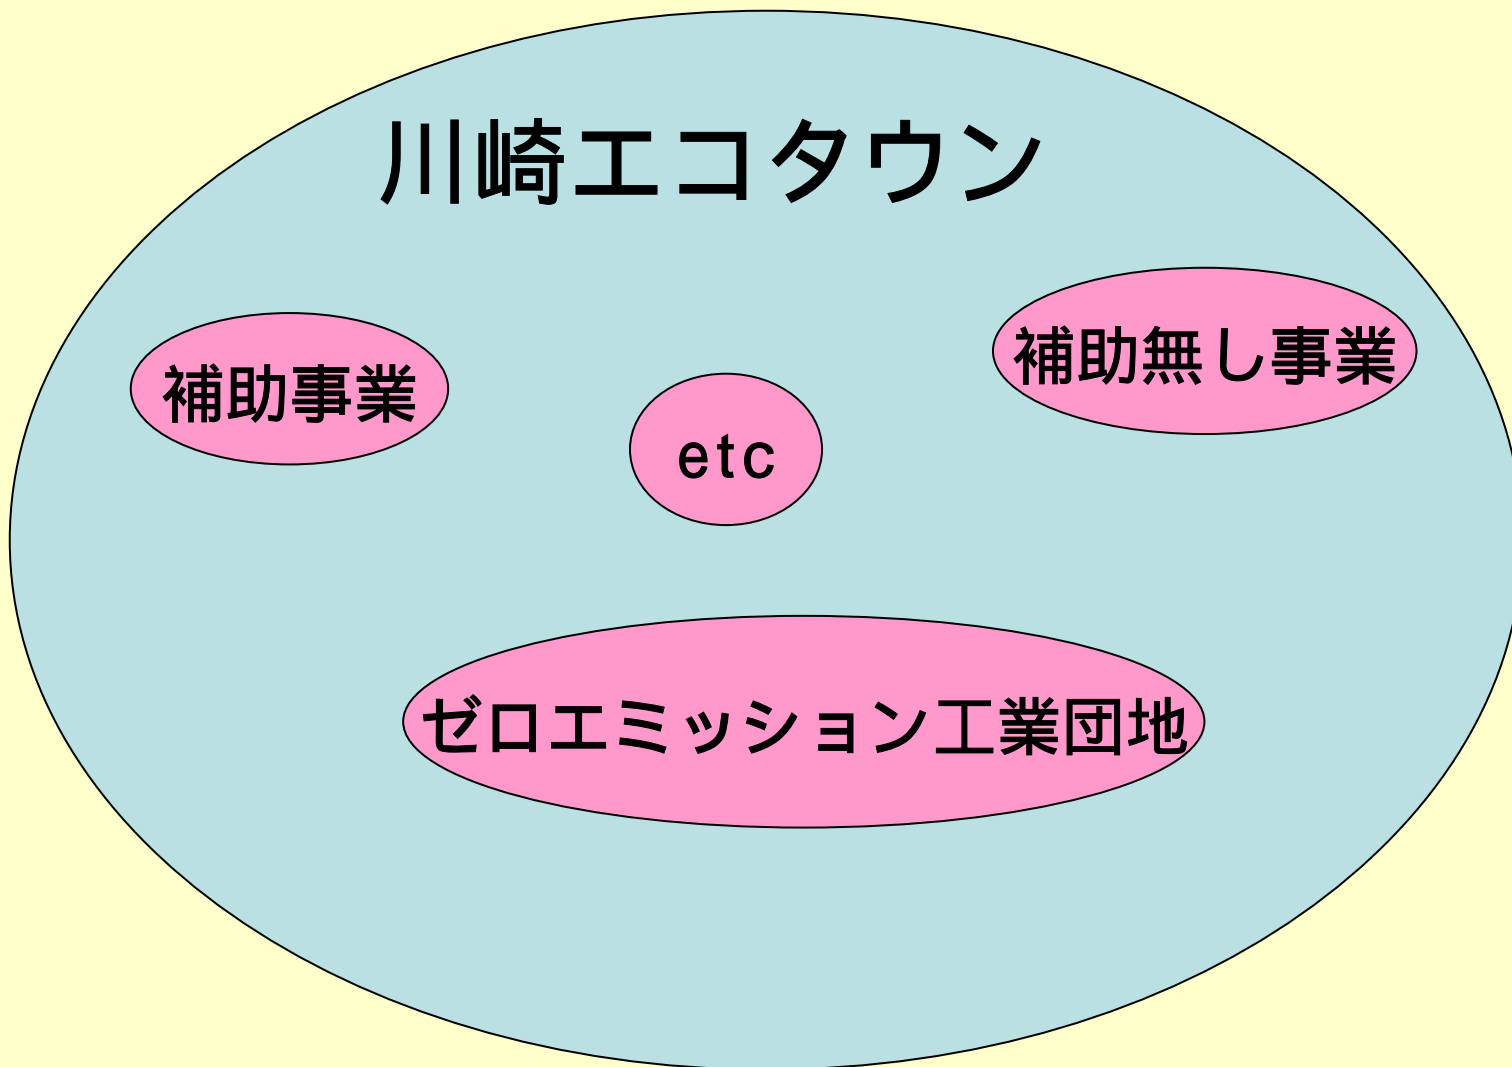 川崎エコタウン
補助事業
補助無し事業
etc
ゼロエミッション工業団地